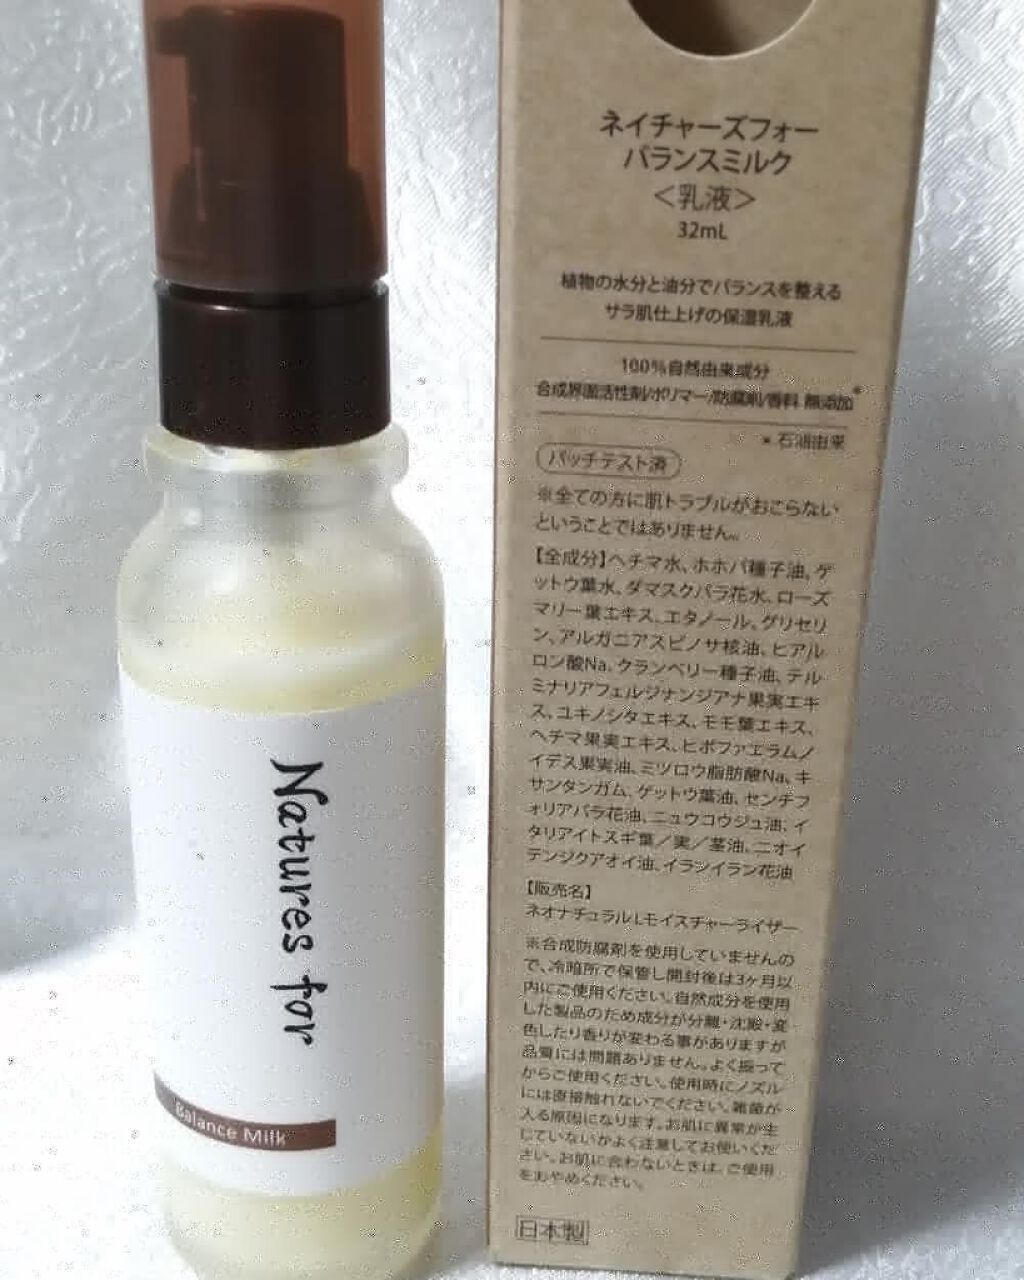 Natures for
Balance Milk
ネイチャーズフォー
バランスミルク
＜乳液＞
32mL
植物の水分と油分でバランスを整える
サラ肌仕上げの保湿乳液
100%自然由来成分
合成界面活性剤/ポリマー/防腐剤/香料 無添加*
* 石油由来
パッチテスト済
※全ての方に肌トラブルがおこらない
ということではありません。
【全成分】ヘチマ水、ホホバ種子油、ゲ
ットウ葉水、ダマスクバラ花水、ローズ
マリー葉エキス、エタノール、グリセリ
ン、アルガニアスピノサ核油、ヒアル
ロン酸Na、クランベリー種子油、テル
ミナリアフェルジナンジアナ果実エキ
ス、ユキノシタエキス、モモ葉エキス、
ヘチマ果実エキス、ヒポファエラムノ
イデス果実油、ミツロウ脂肪酸Na、キ
サンタンガム、ゲットウ葉油、センチフ
ォリアバラ花油、ニュウコウジュ油、イ
タリアイトスギ葉／実／茎油、ニオイ
テンジクアオイ油、イランイラン花油
【販売名】
ネオナチュラル Lモイスチャーライザー
※合成防腐剤を使用していませんの
で、冷暗所で保管し開封後は3ヶ月以
内にご使用ください。自然成分を使用
した製品のため成分が分離・沈殿・変
色したり香りが変わる事がありますが
品質には問題ありません。よく振って
からご使用ください。使用時にノズル
には直接触れないでください。雑菌が
入る原因になります。お肌に異常が生
じていないかよく注意してお使いくだ
さい。お肌に合わないときは、ご使用
をおやめください。
日本製